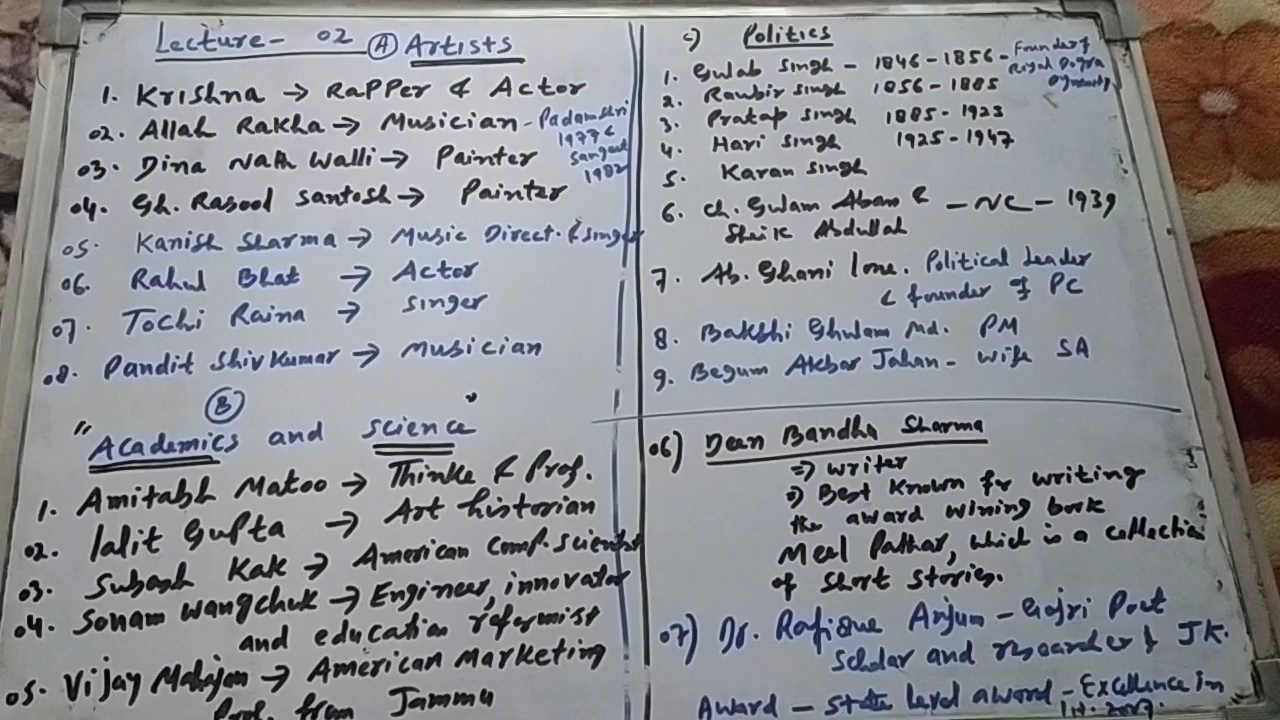 Lecture- 02 (A) Artists
1. Krishna → Rapper & Actor
02. Allah Rakha → Musician - Padamshri
1977 &
Sangeet
1982
03. Dina Nath Walli → Painter
04. Gh. Rasool Santosh → Painter
05. Kanish Sharma → Music Direct. & singer
06. Rahul Bhat → Actor
07. Tochi Raina → singer
08. Pandit Shivkumar → Musician
(B)
"Academics and science"
1. Amitabh Matoo → Thinke & Prof.
02. lalit Gupta → Art historian
03. Subash Kak → American Comp. Scientist
04. Sonam Wangchuk → Engineer, innovator
and education reformist
05. Vijay Mahajan → American Marketing
Prof. from Jammu
c) Politics
1. Gulab Singh - 1846-1856 - Founder of
Royal Dogra
Dynasty
2. Ranbir Singh 1856-1885
3. Pratap Singh 1885-1923
4. Hari Singh 1925-1947
5. Karan Singh
6. Ch. Gulam Abas & - NC - 1939
Sheik Abdullah
7. Ab. Ghani lone. Political Leader
& founder of PC
8. Bakshi Ghulam Md. PM
9. Begum Akbar Jahan - wife SA
06) Deen Bandhu Sharma
⇒ writer
⇒ Best known for writing
the award wining book
Meel Pathar, which is a collection
of Short stories.
07) Dr. Rafique Anjum - Gojri Poet
Scholar and researcher of JK.
Award - state level award - Excellence in